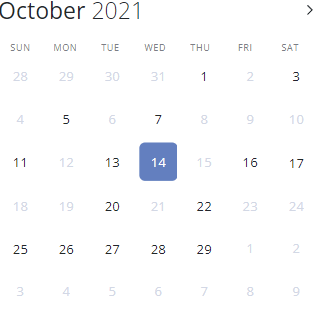 October 2021 >
SUN MON TUE WED THU FRI SAT
28 29 30 31 1 2 3
4 5 6 7 8 9 10
11 12 13 14 15 16 17
18 19 20 21 22 23 24
25 26 27 28 29 1 2
3 4 5 6 7 8 9